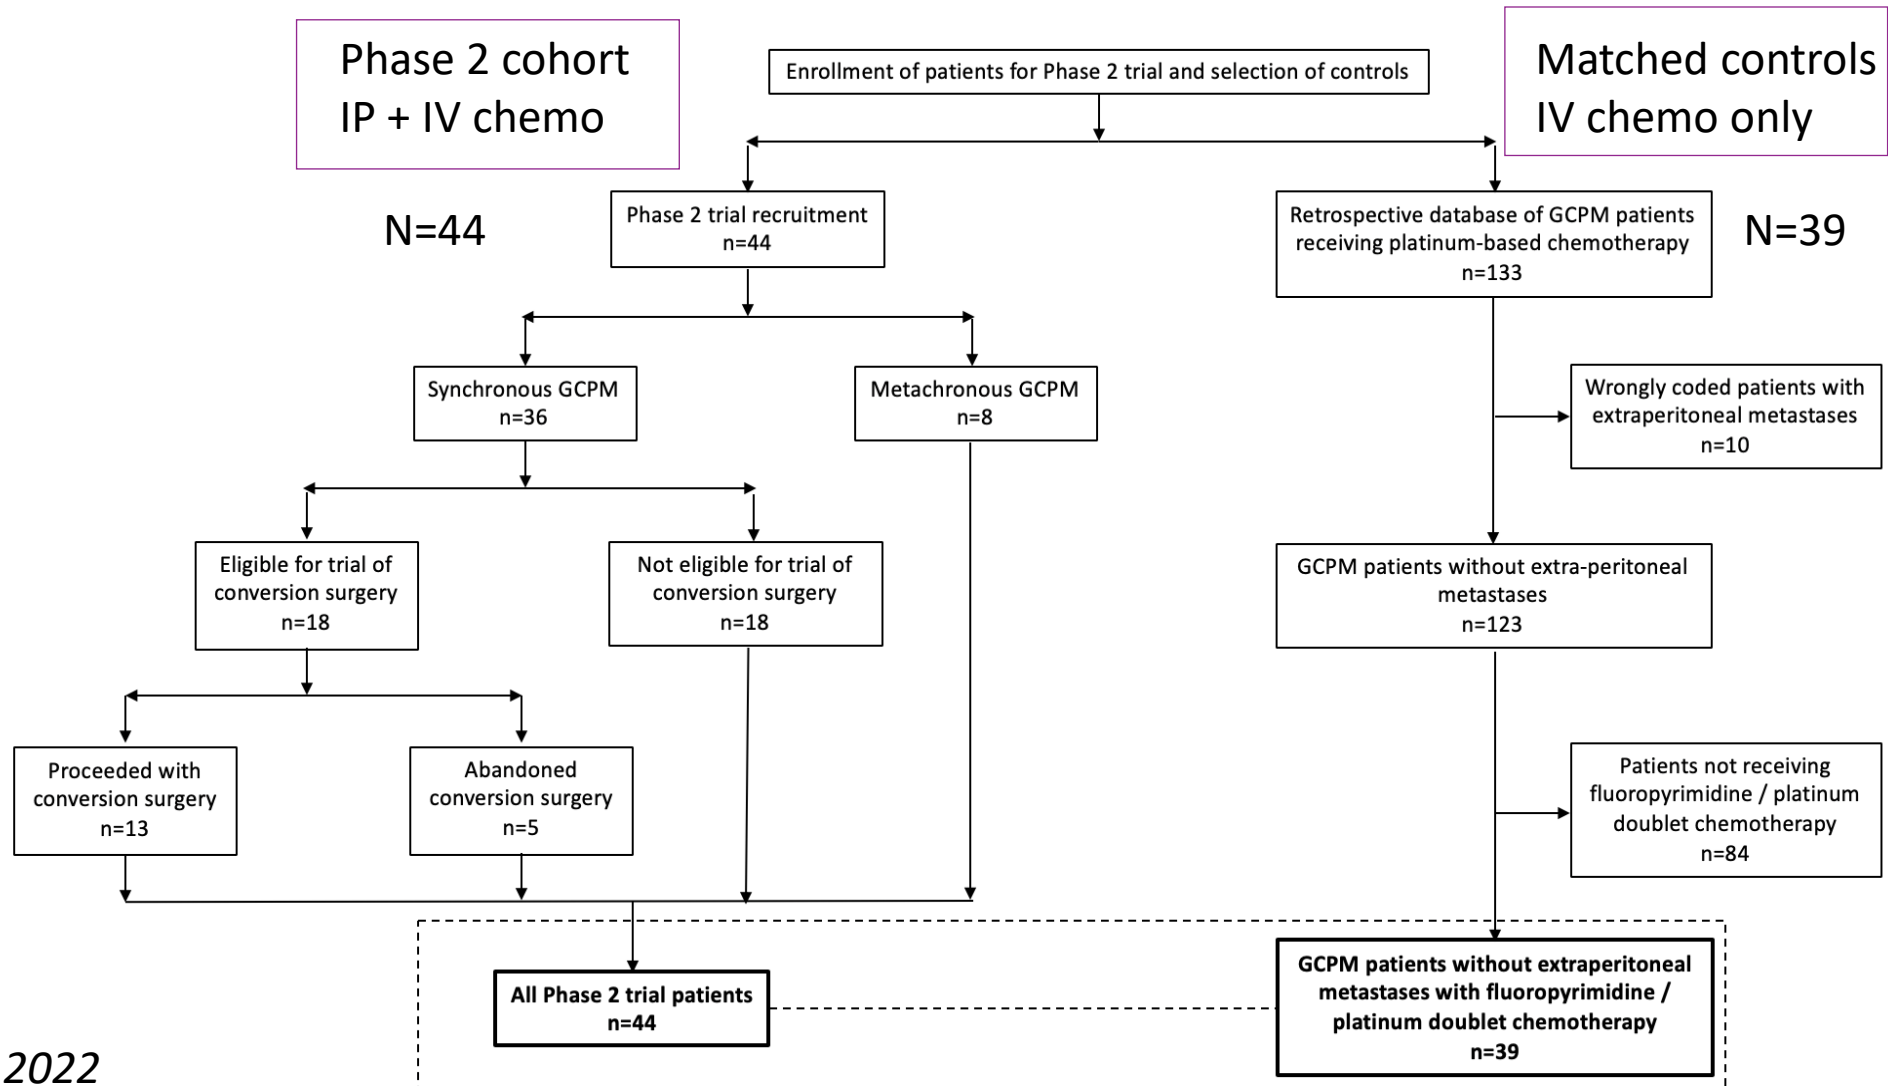 Phase 2 cohort
IP + IV chemo
Enrollment of patients for Phase 2 trial and selection of controls
Matched controls
IV chemo only
N=44
Phase 2 trial recruitment
n=44
Retrospective database of GCPM patients
receiving platinum-based chemotherapy
n=133
N=39
Synchronous GCPM
n=36
Metachronous GCPM
n=8
Wrongly coded patients with
extraperitoneal metastases
n=10
Eligible for trial of
conversion surgery
n=18
Not eligible for trial of
conversion surgery
n=18
GCPM patients without extra-peritoneal
metastases
n=123
Proceeded with
conversion surgery
n=13
Abandoned
conversion surgery
n=5
Patients not receiving
fluoropyrimidine / platinum
doublet chemotherapy
n=84
All Phase 2 trial patients
n=44
GCPM patients without extraperitoneal
metastases with fluoropyrimidine /
platinum doublet chemotherapy
n=39
2022